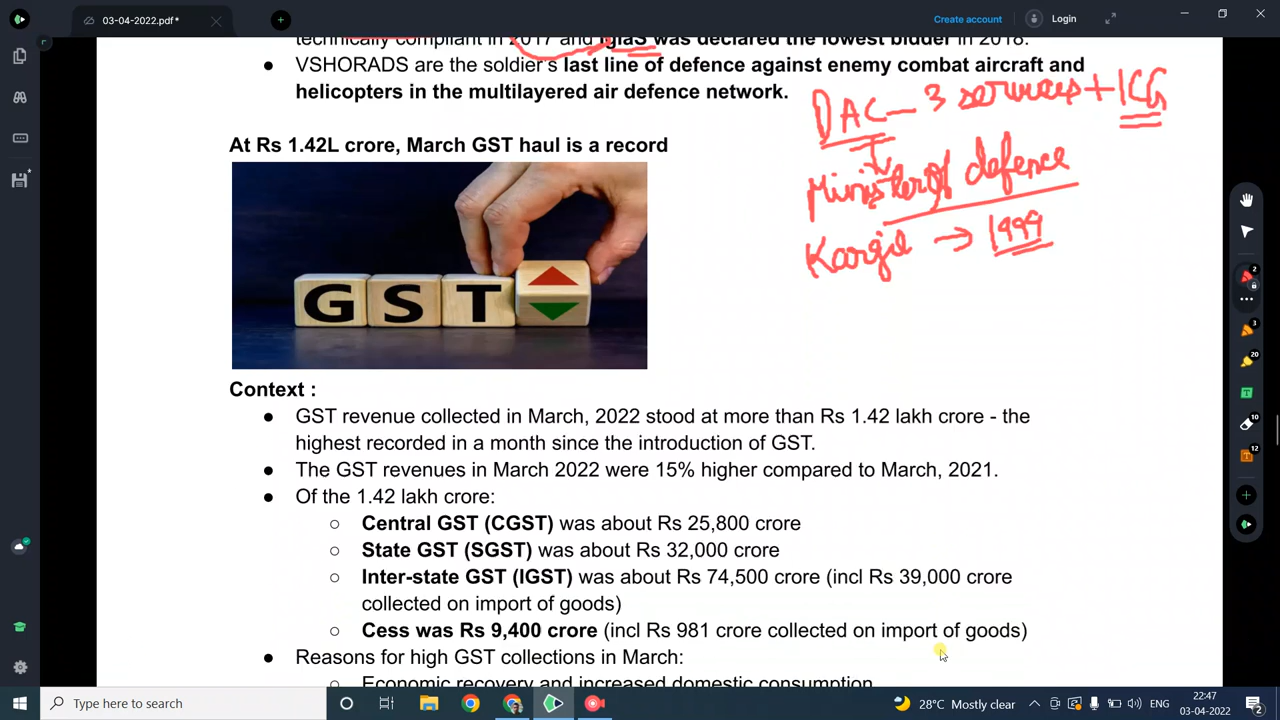 03-04-2022.pdf*
Create account
Login
technically compliant in 2017 and IglaS was declared the lowest bidder in 2018.
● VSHORADS are the soldier's last line of defence against enemy combat aircraft and
helicopters in the multilayered air defence network.
DAC - 3 services + ICG
Minister of defence
Kargil → 1999
At Rs 1.42L crore, March GST haul is a record
GST
Context :
● GST revenue collected in March, 2022 stood at more than Rs 1.42 lakh crore - the
highest recorded in a month since the introduction of GST.
● The GST revenues in March 2022 were 15% higher compared to March, 2021.
● Of the 1.42 lakh crore:
○ Central GST (CGST) was about Rs 25,800 crore
○ State GST (SGST) was about Rs 32,000 crore
○ Inter-state GST (IGST) was about Rs 74,500 crore (incl Rs 39,000 crore
collected on import of goods)
○ Cess was Rs 9,400 crore (incl Rs 981 crore collected on import of goods)
● Reasons for high GST collections in March:
○ Economic recovery and increased domestic consumption
2
3
20
10
12
Type here to search
28°C Mostly clear
ENG
22:47
03-04-2022
2